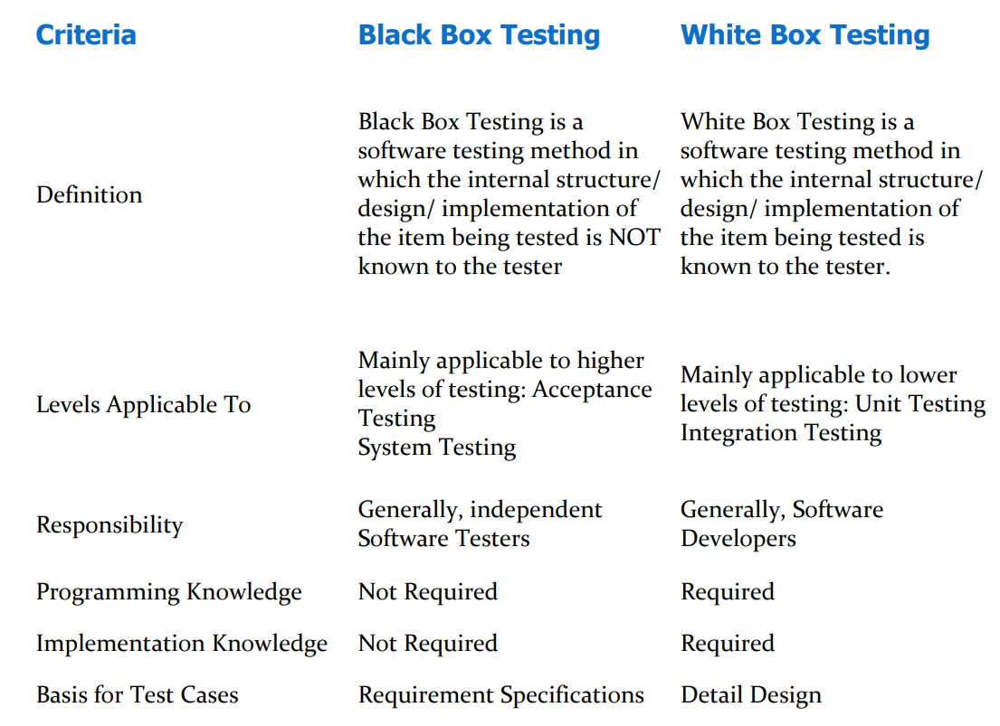 Criteria Black Box Testing White Box Testing
Definition
Black Box Testing is a
software testing method in
which the internal structure/
design/ implementation of
the item being tested is NOT
known to the tester
White Box Testing is a
software testing method in
which the internal structure/
design/ implementation of
the item being tested is
known to the tester.
Levels Applicable To
Mainly applicable to higher
levels of testing: Acceptance
Testing
System Testing
Mainly applicable to lower
levels of testing: Unit Testing
Integration Testing
Responsibility
Generally, independent
Software Testers
Generally, Software
Developers
Programming Knowledge Not Required Required
Implementation Knowledge Not Required Required
Basis for Test Cases Requirement Specifications Detail Design